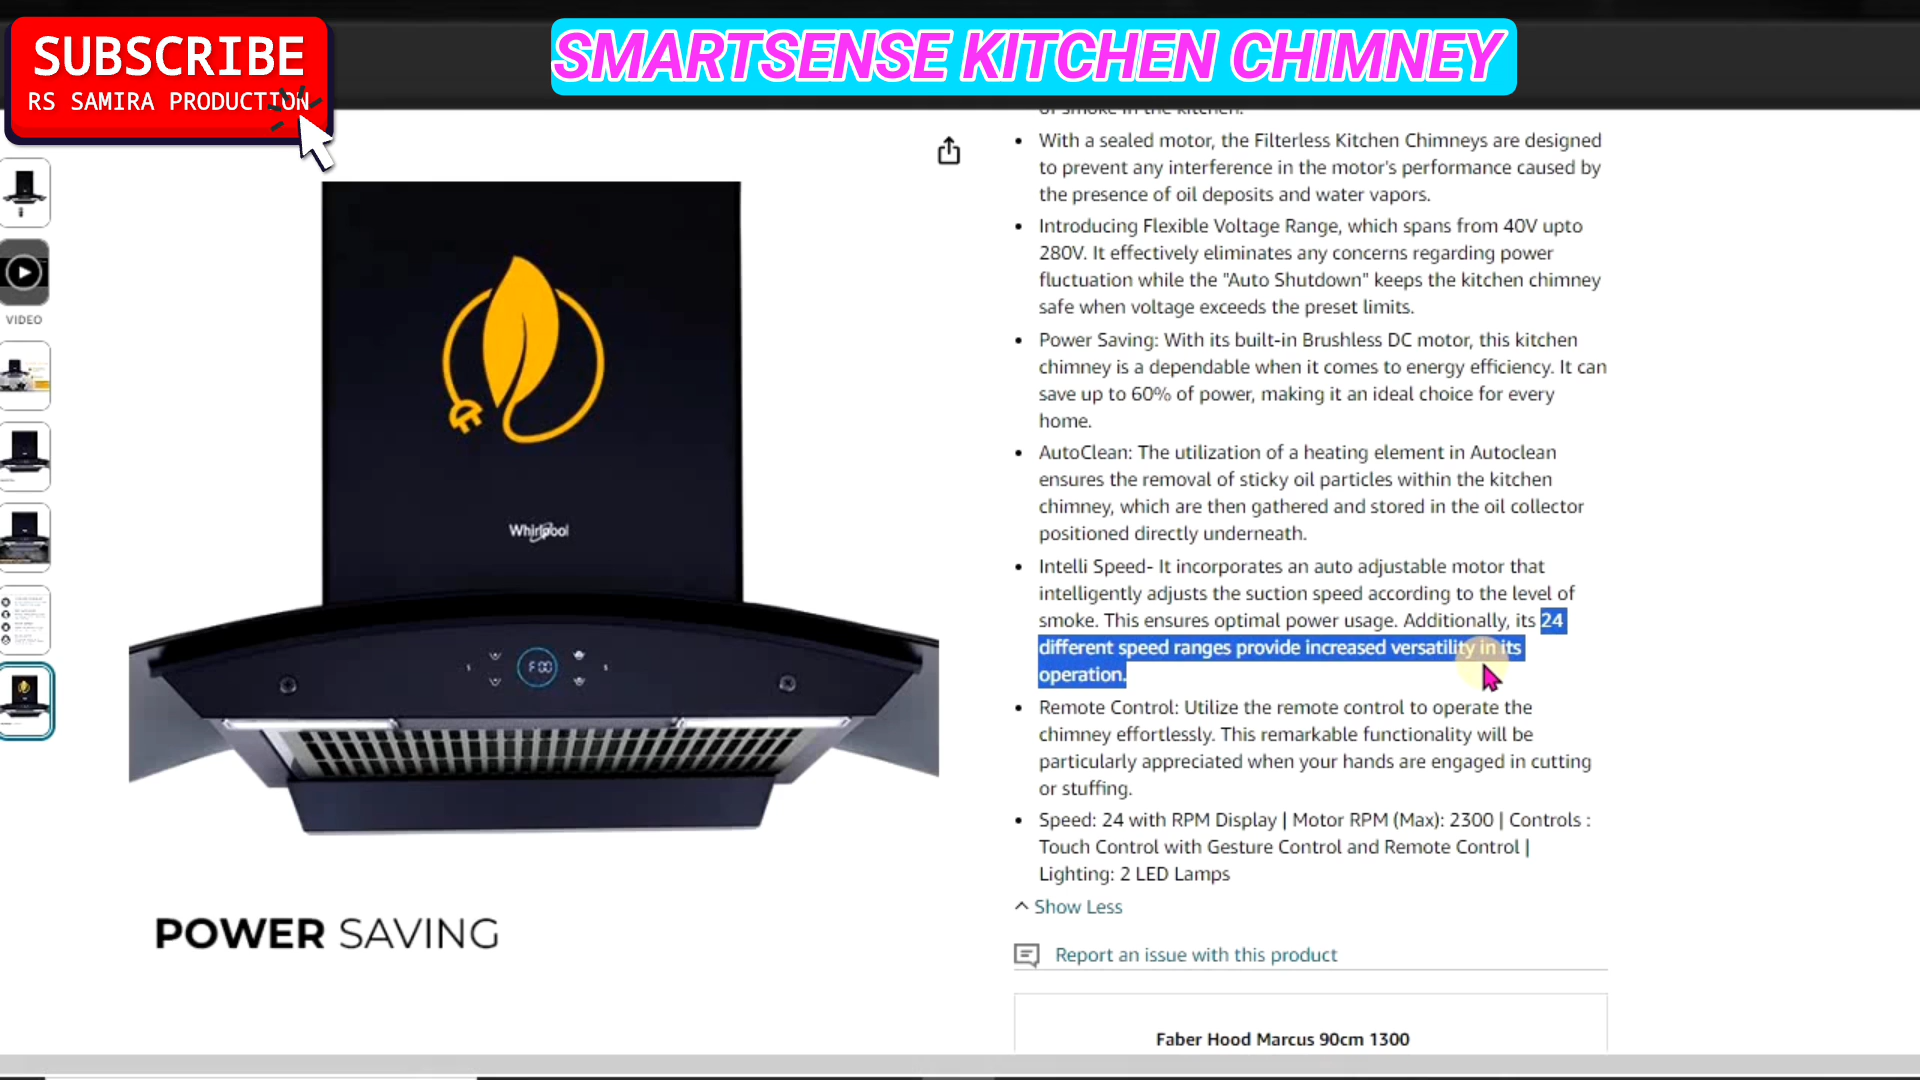 SUBSCRIBE
RS SAMIRA PRODUCTION
SMARTSENSE KITCHEN CHIMNEY
of smoke in the kitchen.
• With a sealed motor, the Filterless Kitchen Chimneys are designed
to prevent any interference in the motor's performance caused by
the presence of oil deposits and water vapors.
• Introducing Flexible Voltage Range, which spans from 40V upto
280V. It effectively eliminates any concerns regarding power
fluctuation while the "Auto Shutdown" keeps the kitchen chimney
safe when voltage exceeds the preset limits.
• Power Saving: With its built-in Brushless DC motor, this kitchen
chimney is a dependable when it comes to energy efficiency. It can
save up to 60% of power, making it an ideal choice for every
home.
• AutoClean: The utilization of a heating element in Autoclean
ensures the removal of sticky oil particles within the kitchen
chimney, which are then gathered and stored in the oil collector
positioned directly underneath.
• Intelli Speed- It incorporates an auto adjustable motor that
intelligently adjusts the suction speed according to the level of
smoke. This ensures optimal power usage. Additionally, its 24
different speed ranges provide increased versatility in its
operation.
• Remote Control: Utilize the remote control to operate the
chimney effortlessly. This remarkable functionality will be
particularly appreciated when your hands are engaged in cutting
or stuffing.
• Speed: 24 with RPM Display | Motor RPM (Max): 2300 | Controls :
Touch Control with Gesture Control and Remote Control |
Lighting: 2 LED Lamps
Show Less
Report an issue with this product
Faber Hood Marcus 90cm 1300
VIDEO
Whirlpool
F00
POWER SAVING